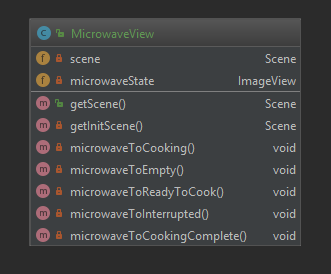 MicrowaveView
scene Scene
microwaveState ImageView
getScene() Scene
getInitScene() Scene
microwaveToCooking() void
microwaveToEmpty() void
microwaveToReadyToCook() void
microwaveToInterrupted() void
microwaveToCookingComplete() void